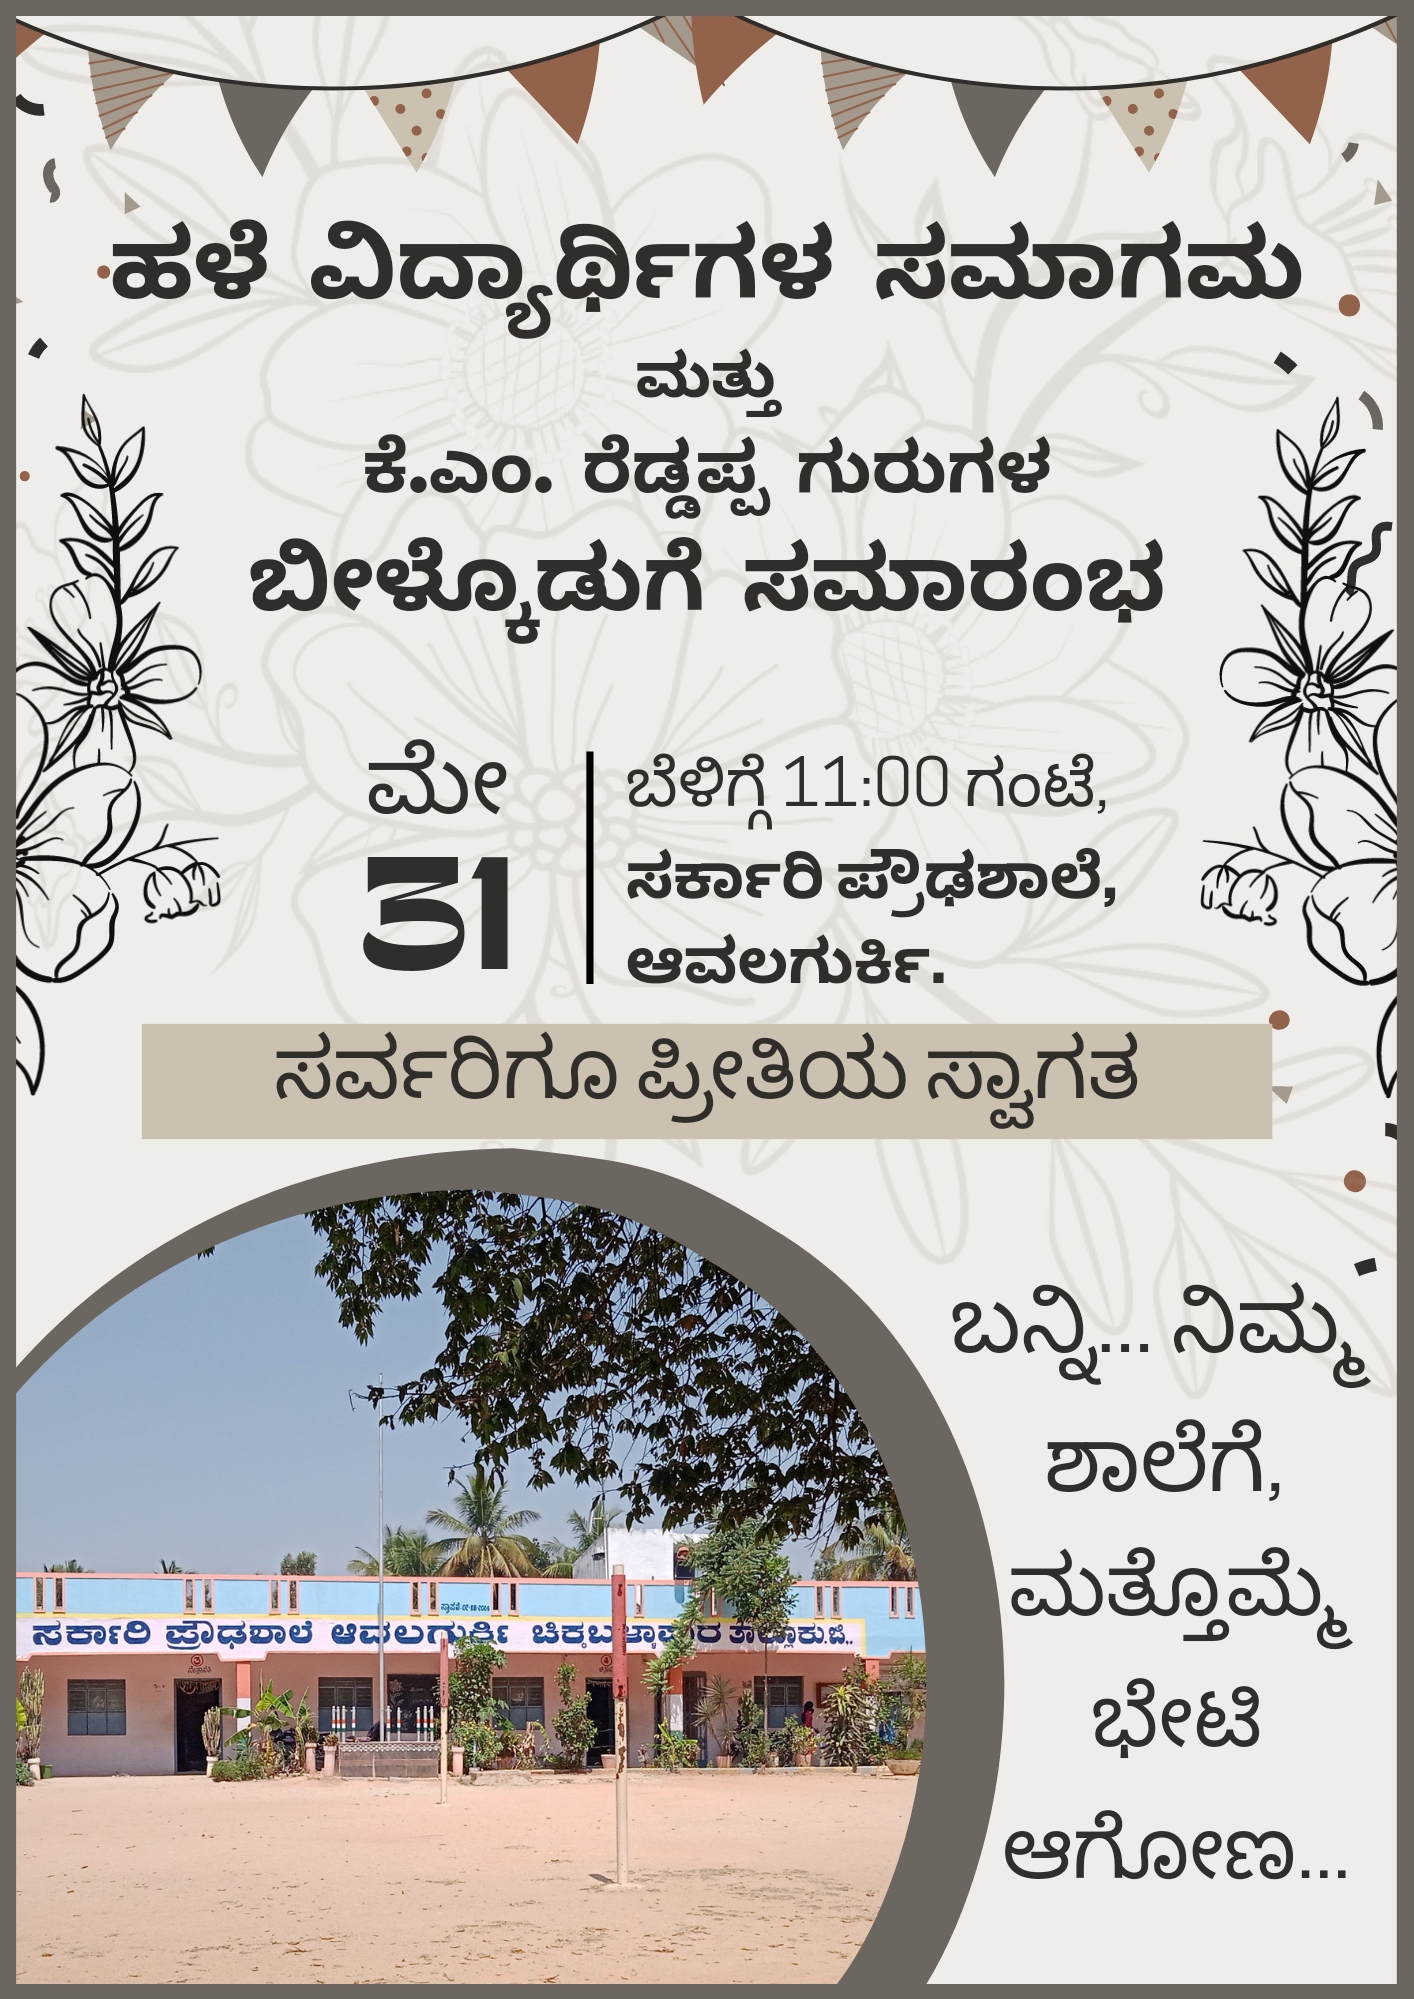 ಹಳೆ ವಿದ್ಯಾರ್ಥಿಗಳ ಸಮಾಗಮ
ಮತ್ತು
ಕೆ.ಎಂ. ರೆಡ್ಡಪ್ಪ ಗುರುಗಳ
ಬೀಳ್ಕೊಡುಗೆ ಸಮಾರಂಭ
ಮೇ
31
ಬೆಳಿಗ್ಗೆ 11:00 ಗಂಟೆ,
ಸರ್ಕಾರಿ ಪ್ರೌಢಶಾಲೆ,
ಆವಲಗುರ್ಕಿ.
ಸರ್ವರಿಗೂ ಪ್ರೀತಿಯ ಸ್ವಾಗತ
ಬನ್ನಿ... ನಿಮ್ಮ
ಶಾಲೆಗೆ,
ಮತ್ತೊಮ್ಮೆ
ಭೇಟಿ
ಆಗೋಣ...
ಸರ್ಕಾರಿ ಪ್ರೌಢಶಾಲೆ ಆವಲಗುರ್ಕಿ